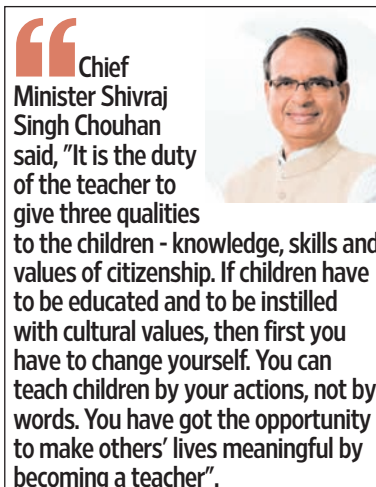 Chief
Minister Shivraj
Singh Chouhan
said, "It is the duty
of the teacher to
give three qualities
to the children - knowledge, skills and
values of citizenship. If children have
to be educated and to be instilled
with cultural values, then first you
have to change yourself. You can
teach children by your actions, not by
words. You have got the opportunity
to make others' lives meaningful by
becoming a teacher".